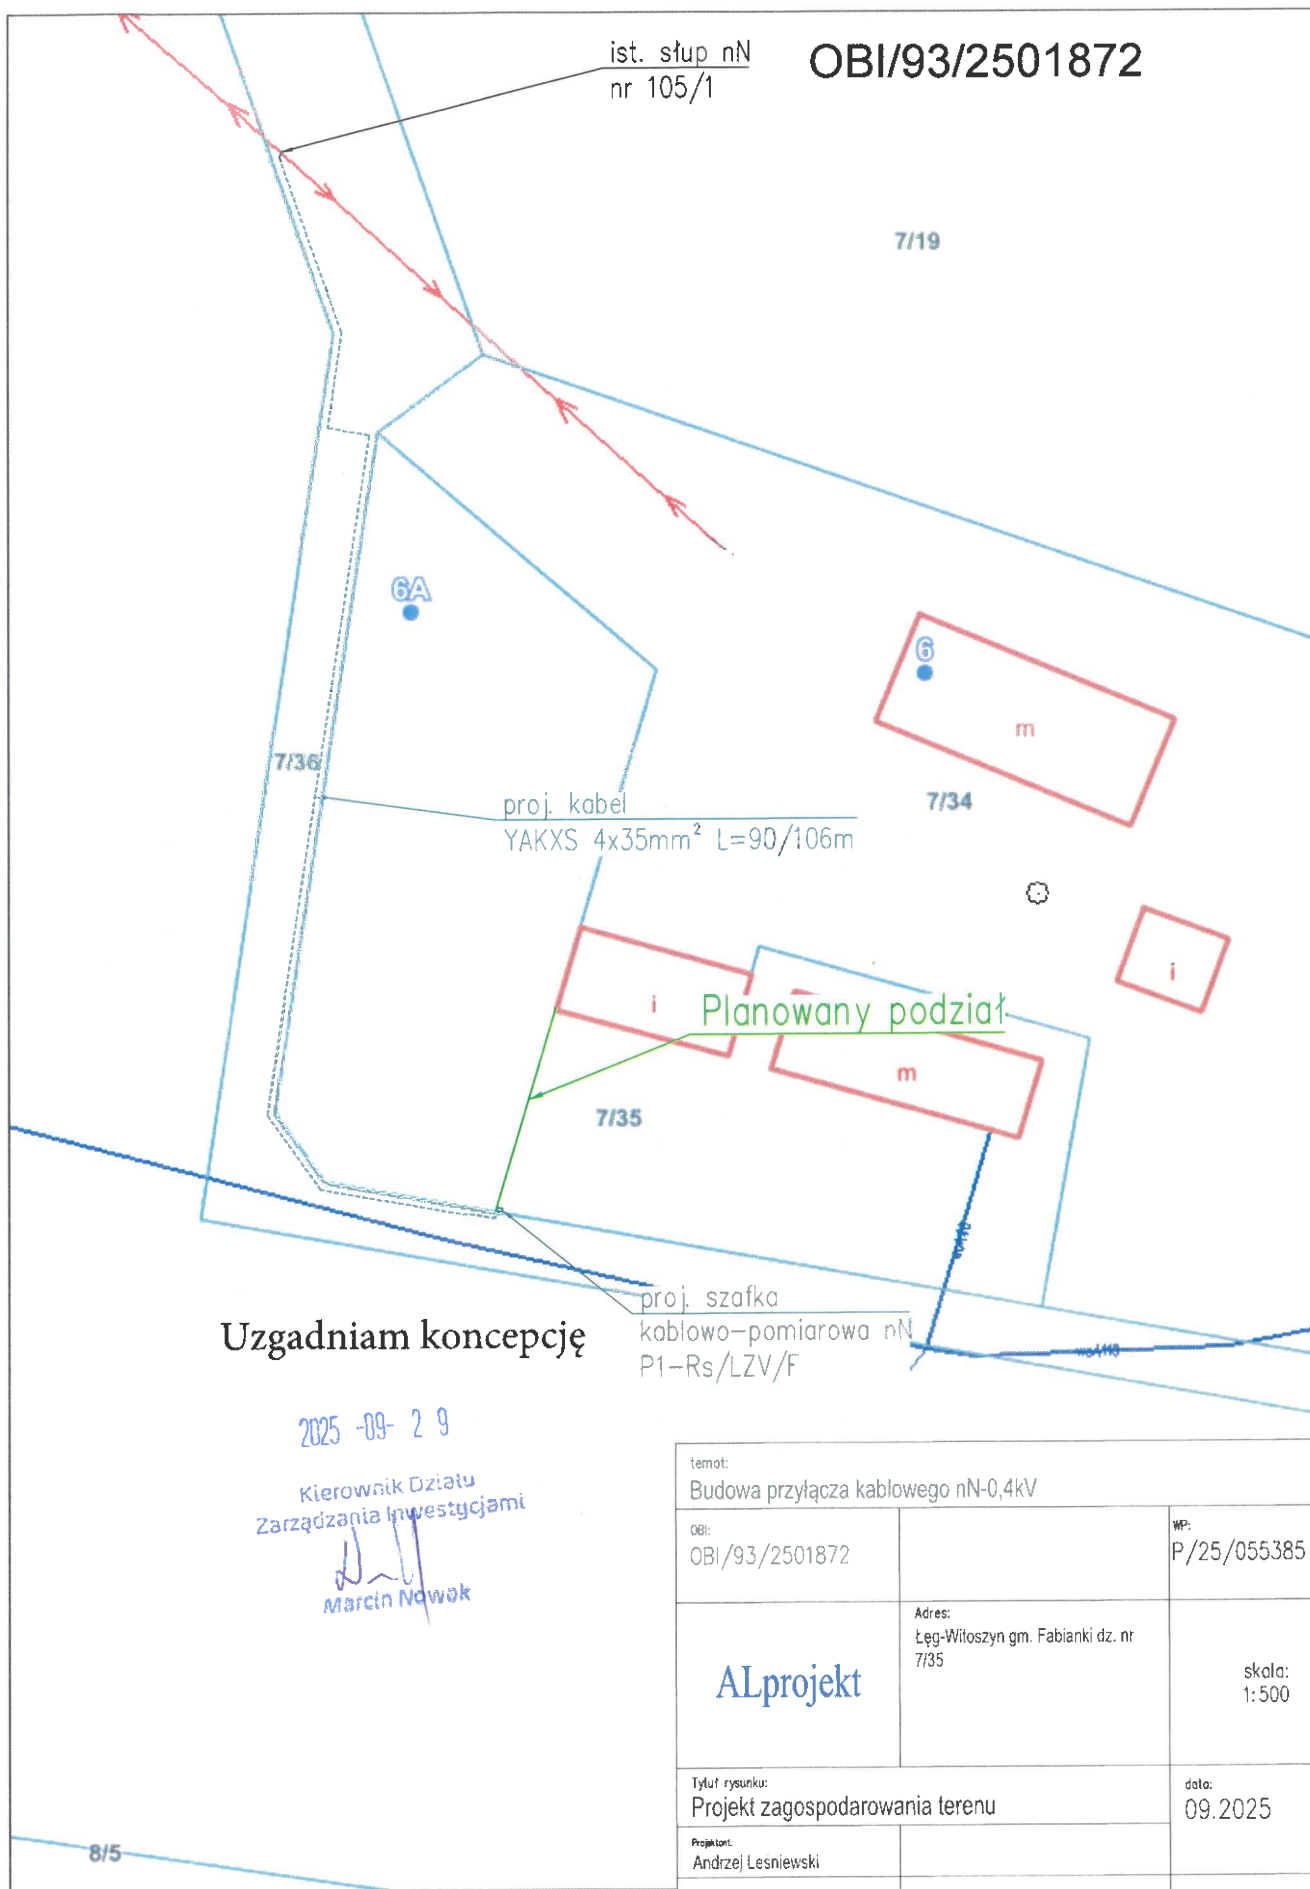 ist. słup nN
nr 105/1
OBI/93/2501872
7/19
6A
6
m
7/36
7/34
proj. kabel
YAKXS 4x35mm² L=90/106m
i
i
Planowany podział
m
7/35
proj. szafka
kablowo-pomiarowa nN
P1-Rs/LZV/F
Uzgadniam koncepcję
2025 -09- 2 9
Kierownik Działu
Zarządzania Inwestycjami
Marcin Nowak
temat:
Budowa przyłącza kablowego nN-0,4kV
OBI:
OBI/93/2501872
WP:
P/25/055385
ALprojekt
Adres:
Łęg-Witoszyn gm. Fabianki dz. nr
7/35
skala:
1:500
Tytuł rysunku:
Projekt zagospodarowania terenu
data:
09.2025
Projektant:
Andrzej Leśniewski
8/5